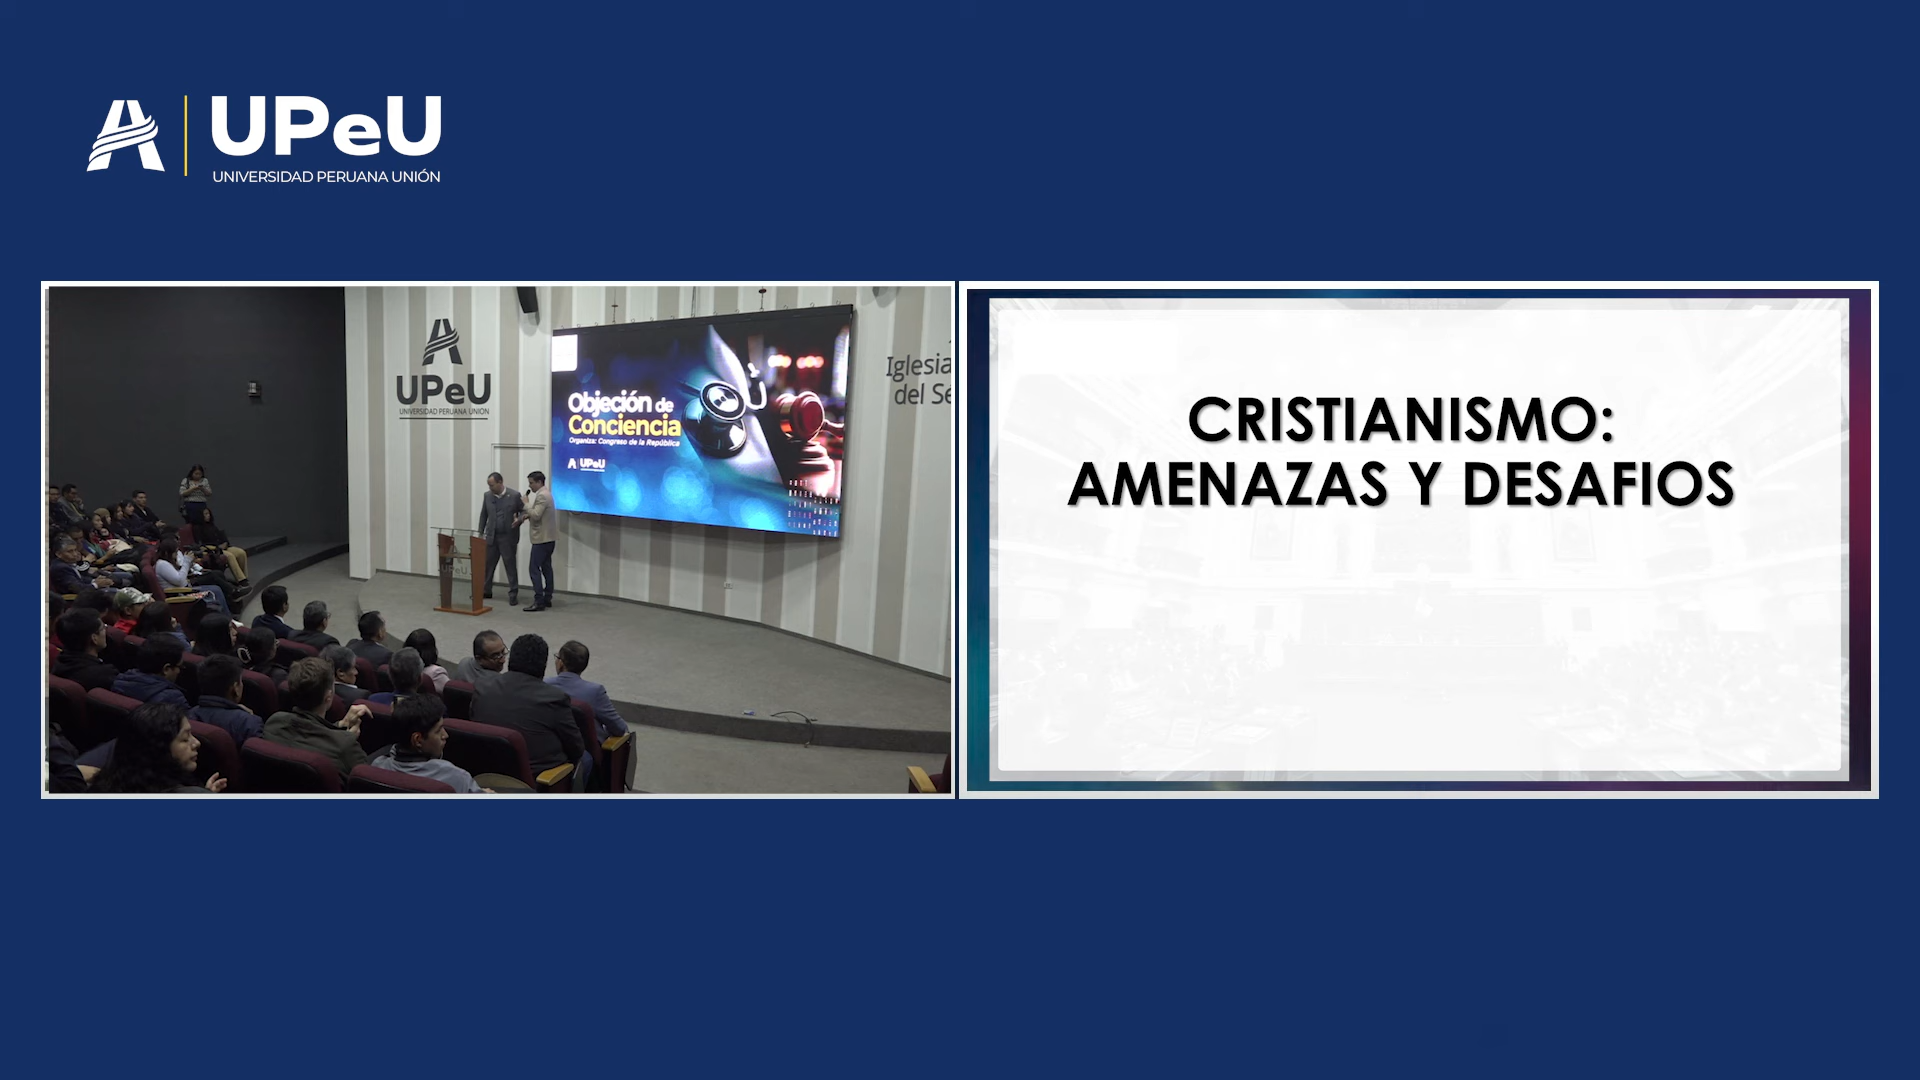 UPeU
UNIVERSIDAD PERUANA UNIÓN
UPeU
UNIVERSIDAD PERUANA UNION
Objeción de
Conciencia
Organiza: Congreso de la República
UPeU
Iglesia
del Se
UPeU
CRISTIANISMO:
AMENAZAS Y DESAFIOS